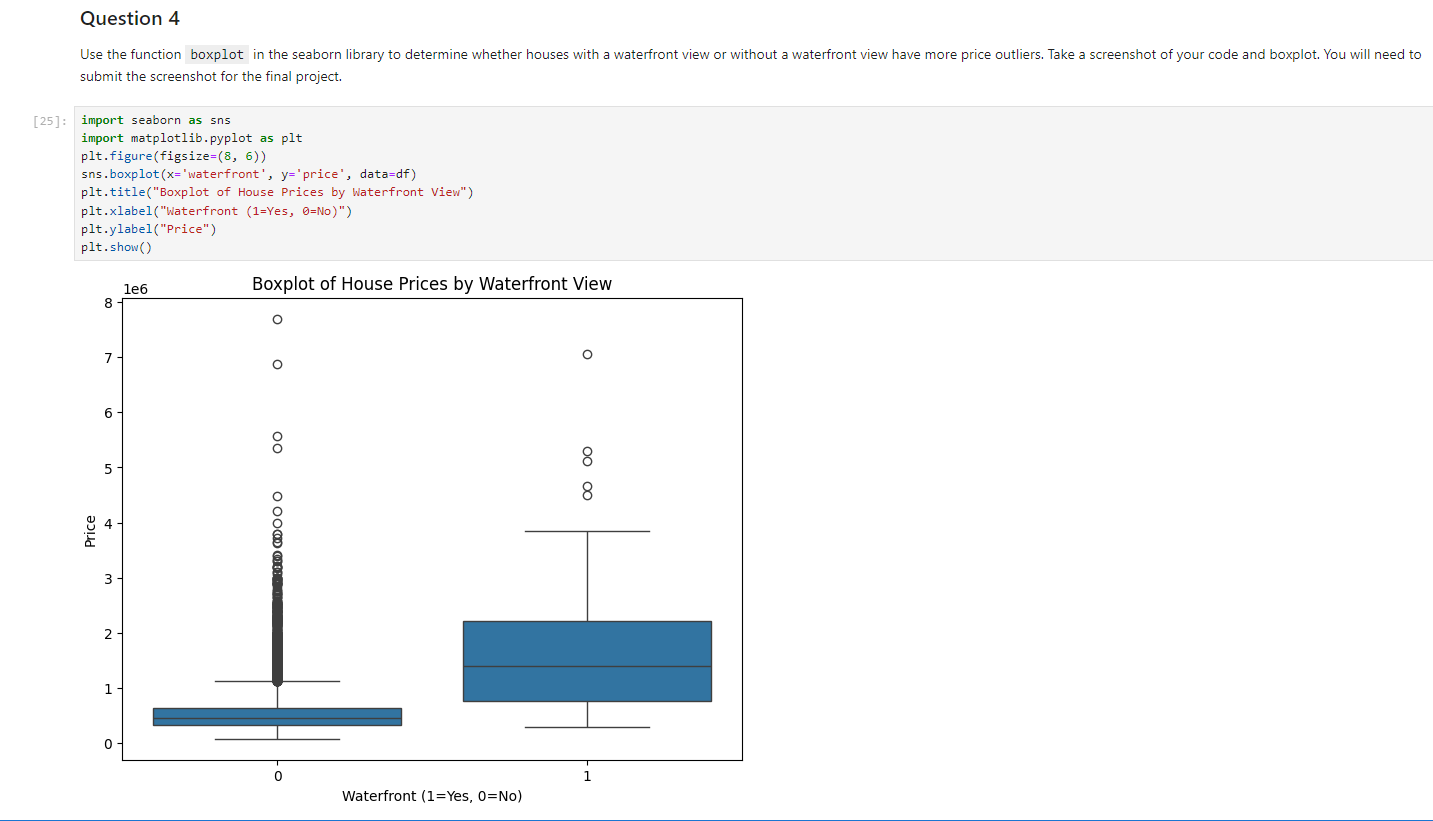 Question 4
Use the function boxplot in the seaborn library to determine whether houses with a waterfront view or without a waterfront view have more price outliers. Take a screenshot of your code and boxplot. You will need to
submit the screenshot for the final project.
[25]:
import seaborn as sns
import matplotlib.pyplot as plt
plt.figure(figsize=(8, 6))
sns.boxplot(x='waterfront', y='price', data=df)
plt.title("Boxplot of House Prices by Waterfront View")
plt.xlabel("Waterfront (1=Yes, 0=No)")
plt.ylabel("Price")
plt.show()
Boxplot of House Prices by Waterfront View
1e6
8
7
6
5
4
3
2
1
0
Price
0 1
Waterfront (1=Yes, 0=No)